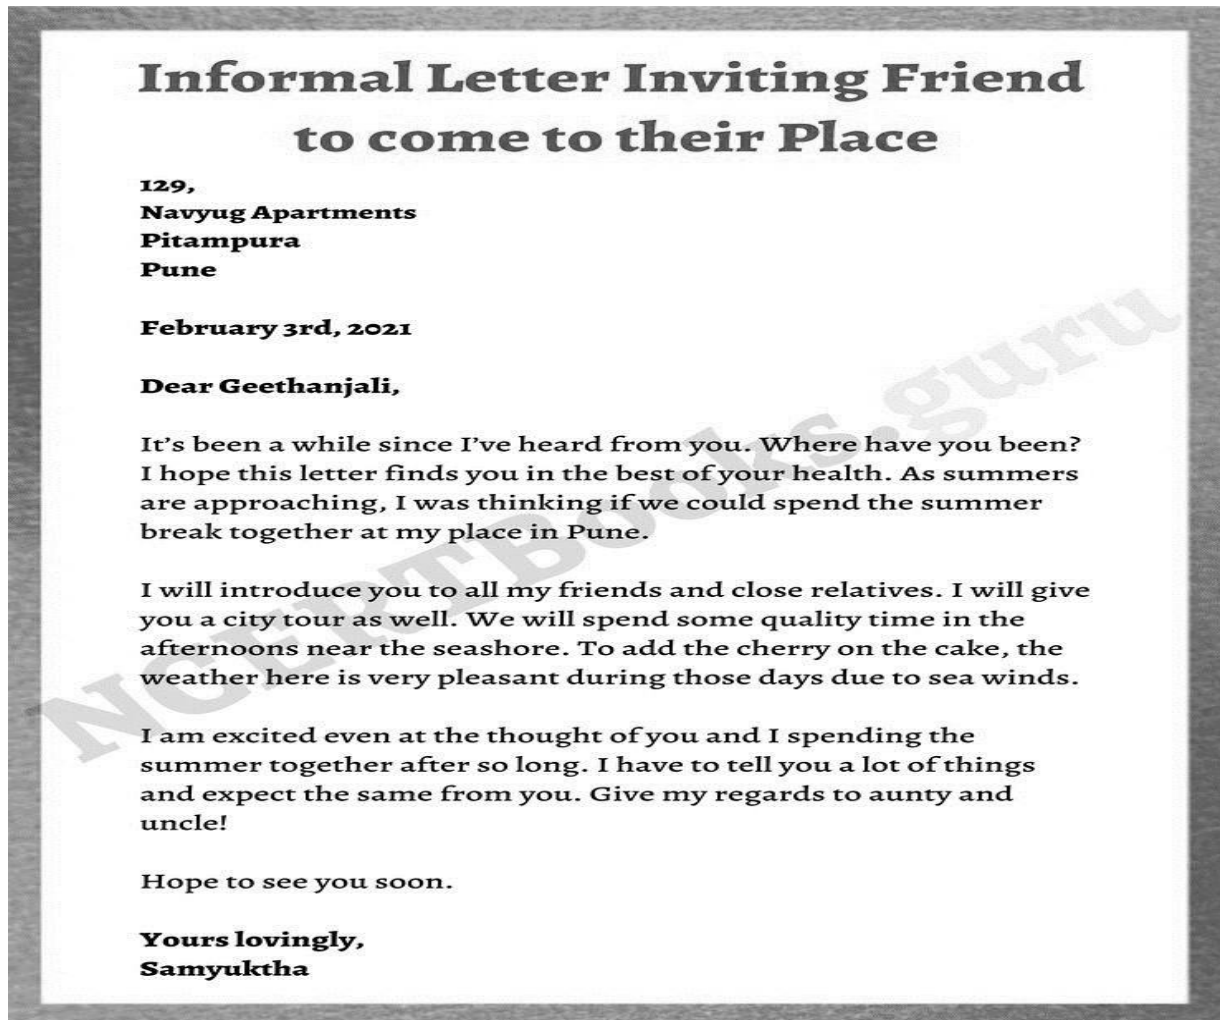 Informal Letter Inviting Friend
to come to their Place
129,
Navyug Apartments
Pitampura
Pune
February 3rd, 2021
Dear Geethanjali,
It's been a while since I've heard from you. Where have you been?
I hope this letter finds you in the best of your health. As summers
are approaching, I was thinking if we could spend the summer
break together at my place in Pune.
I will introduce you to all my friends and close relatives. I will give
you a city tour as well. We will spend some quality time in the
afternoons near the seashore. To add the cherry on the cake, the
weather here is very pleasant during those days due to sea winds.
I am excited even at the thought of you and I spending the
summer together after so long. I have to tell you a lot of things
and expect the same from you. Give my regards to aunty and
uncle!
Hope to see you soon.
Yours lovingly,
Samyuktha
NCERTBooks.guru